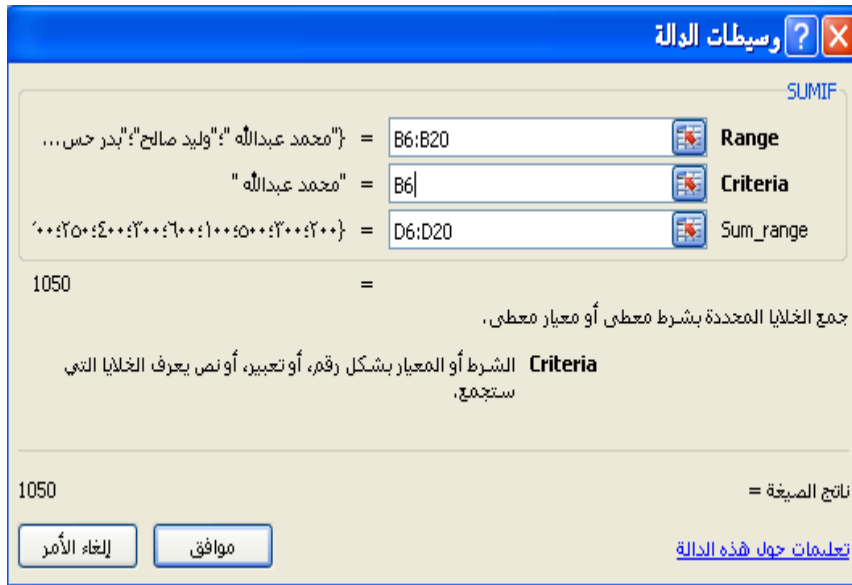 وسيطات الدالة
SUMIF
Range B6:B20 = {"محمد عبدالله ";"وليد صالح";"بدر حس...
Criteria B6 = "محمد عبدالله "
Sum_range D6:D20 = {٢٠٠;٣٠٠;٥٠٠;١٠٠;٦٠٠;٣٠٠;٤٠٠;٢٥٠;
= 1050
جمع الخلايا المحددة بشرط معطى أو معيار معطى.
Criteria الشرط أو المعيار بشكل رقم، أو تعبير، أو نص يعرف الخلايا التي
ستجمع.
ناتج الصيغة = 1050
تعليمات حول هذه الدالة
موافق
إلغاء الأمر